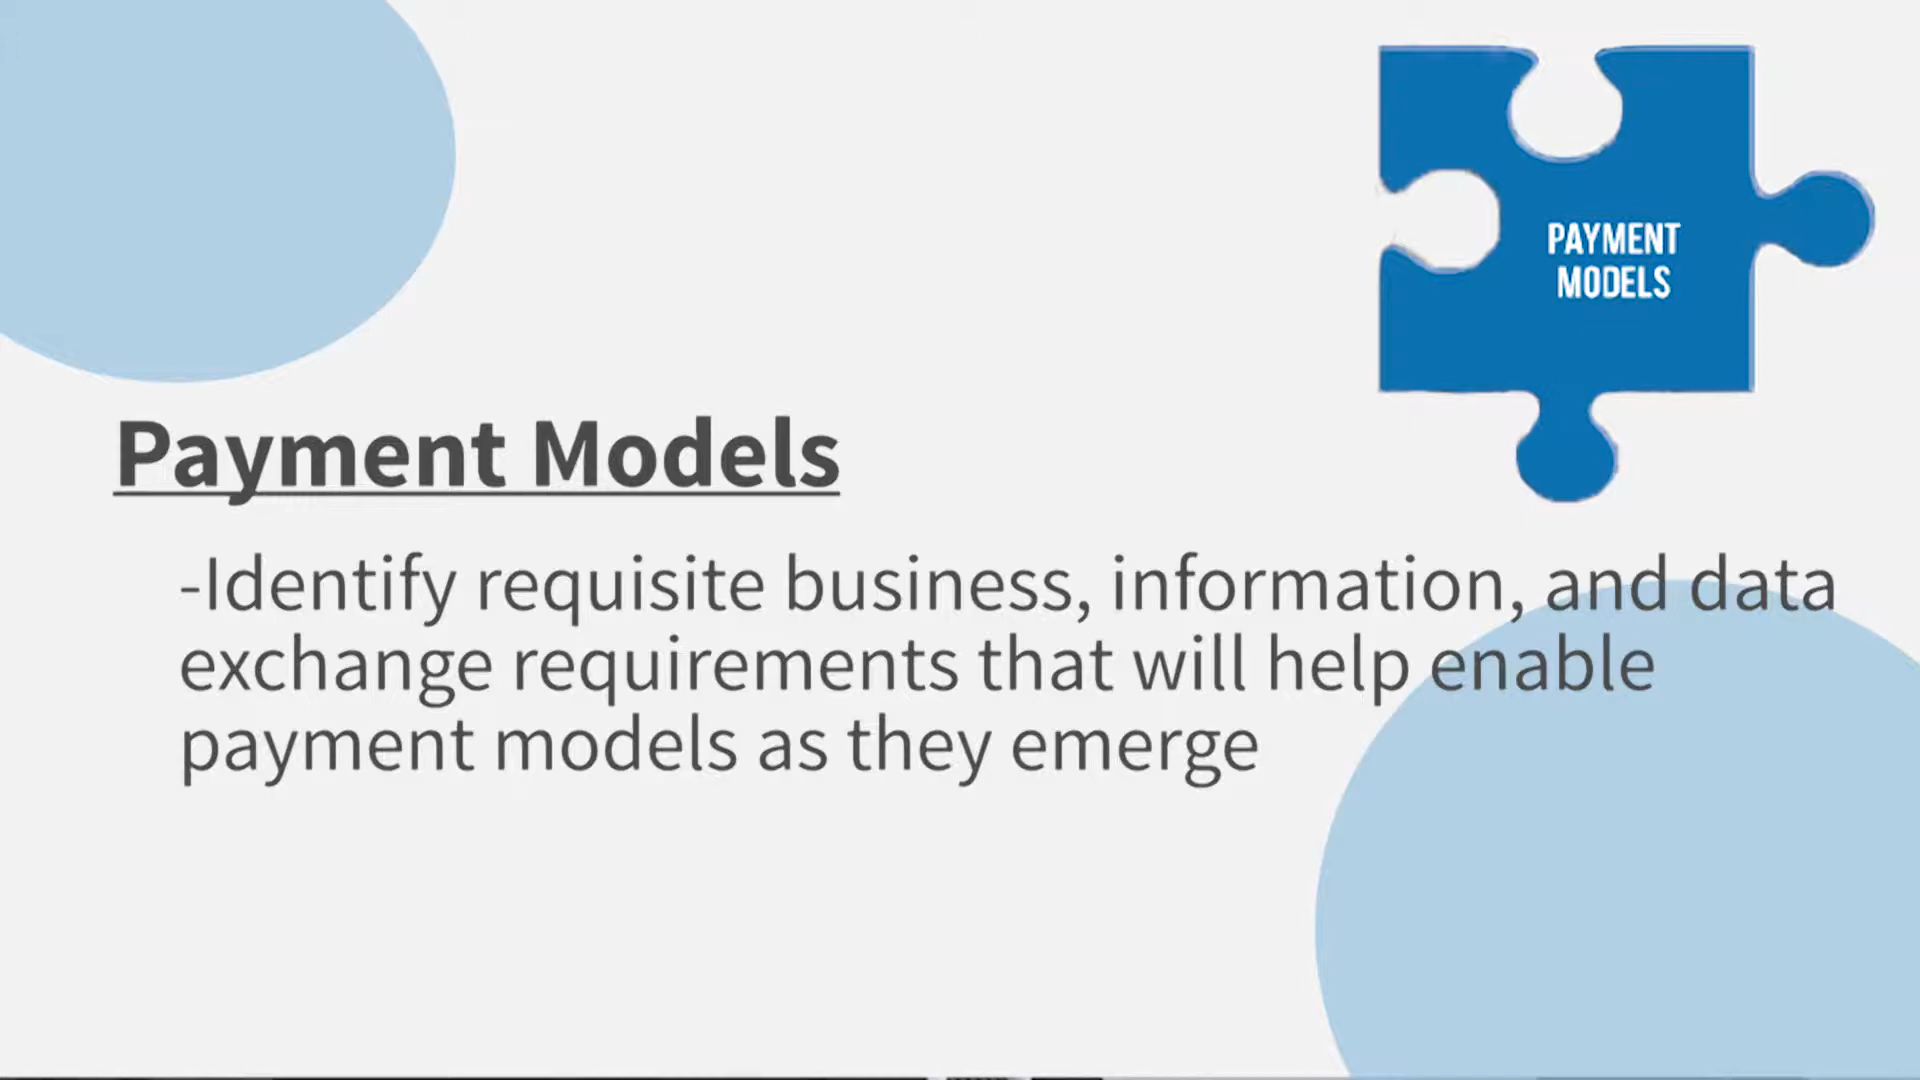 PAYMENT
MODELS
Payment Models
-Identify requisite business, information, and data
exchange requirements that will help enable
payment models as they emerge